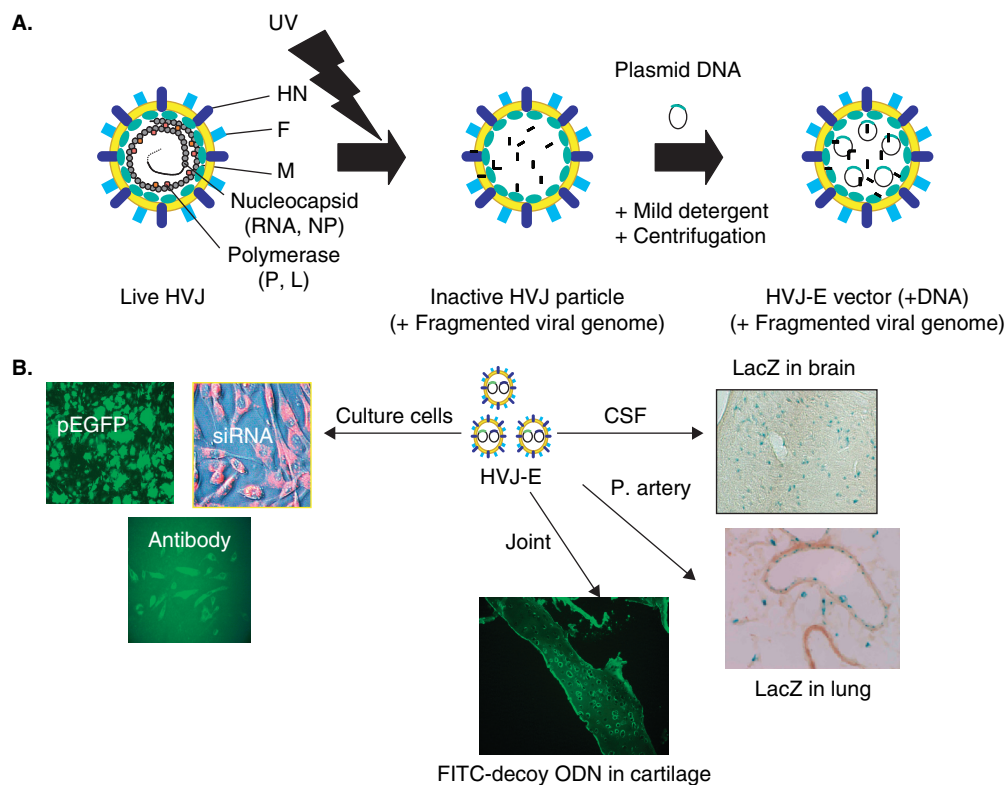 A.
UV
HN
F
M
Nucleocapsid
(RNA, NP)
Polymerase
(P, L)
Live HVJ
Inactive HVJ particle
(+ Fragmented viral genome)
Plasmid DNA
+ Mild detergent
+ Centrifugation
HVJ-E vector (+DNA)
(+ Fragmented viral genome)
B.
pEGFP
siRNA
Antibody
Culture cells
HVJ-E
CSF
P. artery
Joint
LacZ in brain
LacZ in lung
FITC-decoy ODN in cartilage